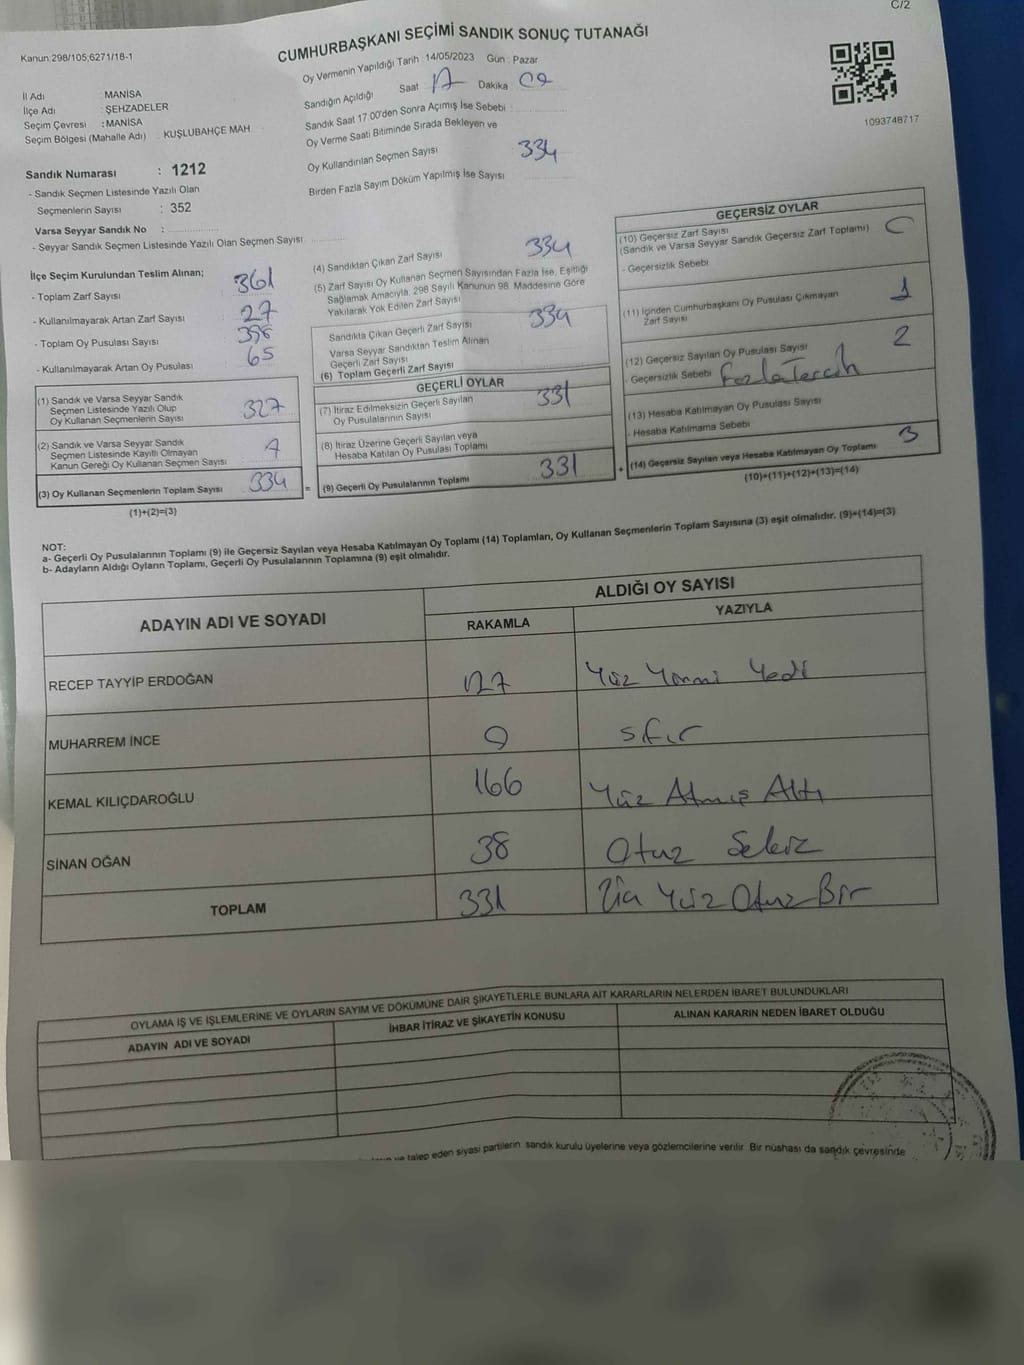 C/2
Kanun.298/105;6271/18-1
CUMHURBAŞKANI SEÇİMİ SANDIK SONUÇ TUTANAĞI
Oy Vermenin Yapıldığı Tarih : 14/05/2023 Gün : Pazar
Sandığın Açıldığı Saat 17 Dakika 00
Sandık Saat 17:00'den Sonra Açımış İse Sebebi :
Oy Verme Saati Bitiminde Sırada Bekleyen ve
Oy Kullandırılan Seçmen Sayısı 334
Birden Fazla Sayım Döküm Yapılmış İse Sayısı
1093748717
İl Adı : MANİSA
İlçe Adı : ŞEHZADELER
Seçim Çevresi : MANİSA
Seçim Bölgesi (Mahalle Adı) : KUŞLUBAHÇE MAH
Sandık Numarası : 1212
- Sandık Seçmen Listesinde Yazılı Olan
Seçmenlerin Sayısı : 352
Varsa Seyyar Sandık No :
- Seyyar Sandık Seçmen Listesinde Yazılı Olan Seçmen Sayısı
İlçe Seçim Kurulundan Teslim Alınan;
- Toplam Zarf Sayısı 361
- Kullanılmayarak Artan Zarf Sayısı 27
- Toplam Oy Pusulası Sayısı 396
- Kullanılmayarak Artan Oy Pusulası 65
(1) Sandık ve Varsa Seyyar Sandık
Seçmen Listesinde Yazılı Olup
Oy Kullanan Seçmenlerin Sayısı 327
(2) Sandık ve Varsa Seyyar Sandık
Seçmen Listesinde Kayıtlı Olmayan
Kanun Gereği Oy Kullanan Seçmen Sayısı 7
(3) Oy Kullanan Seçmenlerin Toplam Sayısı 334 =
(1)+(2)=(3)
(4) Sandıktan Çıkan Zarf Sayısı 334
(5) Zarf Sayısı Oy Kullanan Seçmen Sayısından Fazla İse, Eşitliği
Sağlamak Amacıyla, 298 Sayılı Kanunun 98. Maddesine Göre
Yakılarak Yok Edilen Zarf Sayısı
Sandıkta Çıkan Geçerli Zarf Sayısı 334
Varsa Seyyar Sandıktan Teslim Alınan
Geçerli Zarf Sayısı
(6) Toplam Geçerli Zarf Sayısı
GEÇERLİ OYLAR
(7) İtiraz Edilmeksizin Geçerli Sayılan
Oy Pusulalarının Sayısı 331
(8) İtiraz Üzerine Geçerli Sayılan veya
Hesaba Katılan Oy Pusulası Toplamı
(9) Geçerli Oy Pusulalarının Toplamı 331 +
GEÇERSİZ OYLAR
(10) Geçersiz Zarf Sayısı
(Sandık ve Varsa Seyyar Sandık Geçersiz Zarf Toplamı)
- Geçersizlik Sebebi
(11) İçinden Cumhurbaşkanı Oy Pusulası Çıkmayan
Zarf Sayısı 1
(12) Geçersiz Sayılan Oy Pusulası Sayısı 2
- Geçersizlik Sebebi Fazla Tercih
(13) Hesaba Katılmayan Oy Pusulası Sayısı
- Hesaba Katılmama Sebebi
(14) Geçersiz Sayılan veya Hesaba Katılmayan Oy Toplamı 3
(10)+(11)+(12)+(13)=(14)
NOT:
a- Geçerli Oy Pusulalarının Toplamı (9) ile Geçersiz Sayılan veya Hesaba Katılmayan Oy Toplamı (14) Toplamları, Oy Kullanan Seçmenlerin Toplam Sayısına (3) eşit olmalıdır. (9)+(14)=(3)
b- Adayların Aldığı Oyların Toplamı, Geçerli Oy Pusulalarının Toplamına (9) eşit olmalıdır.
ADAYIN ADI VE SOYADI ALDIĞI OY SAYISI
RAKAMLA YAZIYLA
RECEP TAYYİP ERDOĞAN 127 Yüz Yirmi Yedi
MUHARREM İNCE 0 Sıfır
KEMAL KILIÇDAROĞLU 166 Yüz Atmış Altı
SİNAN OĞAN 38 Otuz Sekiz
TOPLAM 331 Yüz Otuz Bir
OYLAMA İŞ VE İŞLEMLERİNE VE OYLARIN SAYIM VE DÖKÜMÜNE DAİR ŞİKAYETLERLE BUNLARA AİT KARARLARIN NELERDEN İBARET BULUNDUKLARI
ADAYIN ADI VE SOYADI İHBAR İTİRAZ VE ŞİKAYETİN KONUSU ALINAN KARARIN NEDEN İBARET OLDUĞU
ve talep eden siyasi partilerin sandık kurulu üyelerine veya gözlemcilerine verilir. Bir nüshası da sandık çevresinde